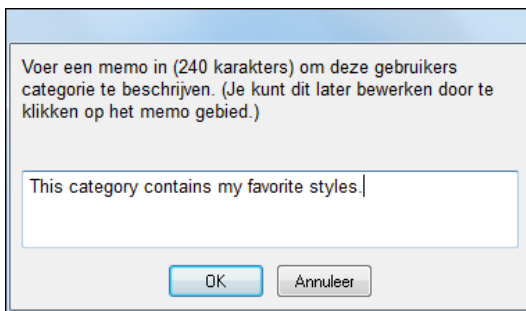 Voer een memo in (240 karakters) om deze gebruikers
categorie te beschrijven. (Je kunt dit later bewerken door te
klikken op het memo gebied.)
This category contains my favorite styles.
OK
Annuleer